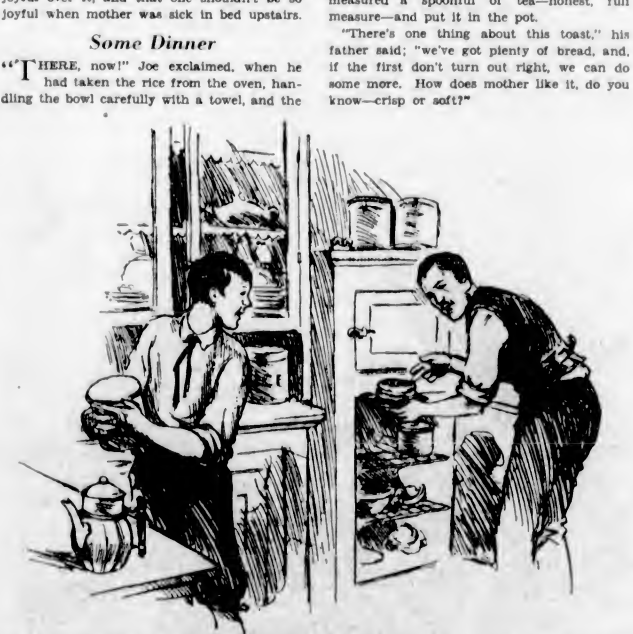 joyful over it, and that one shouldn't be so
joyful when mother was sick in bed upstairs.
Some Dinner
"THERE, now!" Joe exclaimed, when he
had taken the rice from the oven, han-
dling the bowl carefully with a towel, and the
measured a spoonful of tea—honest, full
measure—and put it in the pot.
"There's one thing about this toast," his
father said; "we've got plenty of bread, and,
if the first don't turn out right, we can do
some more. How does mother like it, do you
know—crisp or soft?"